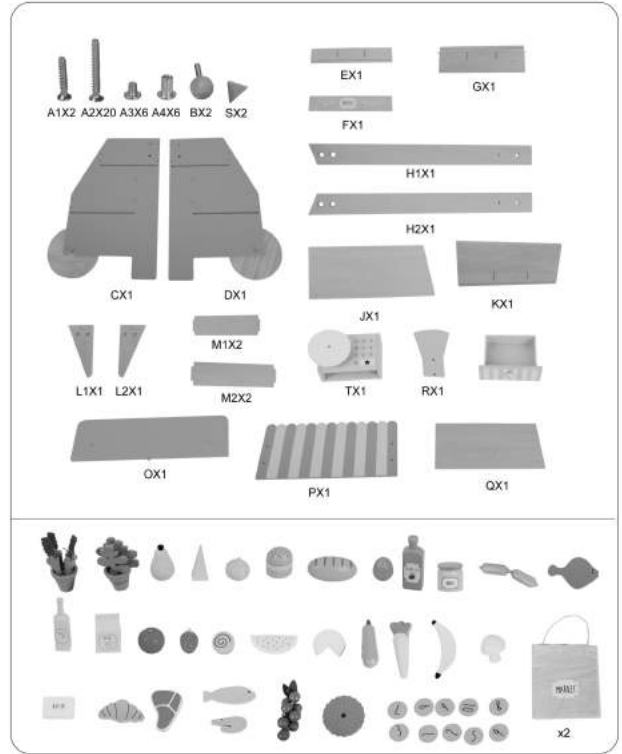 A1X2 A2X20 A3X6 A4X6 BX2 SX2
EX1
GX1
FX1
H1X1
H2X1
CX1
DX1
JX1
KX1
M1X2
L1X1
L2X1
M2X2
TX1
RX1
OX1
PX1
QX1
MARKET
x2